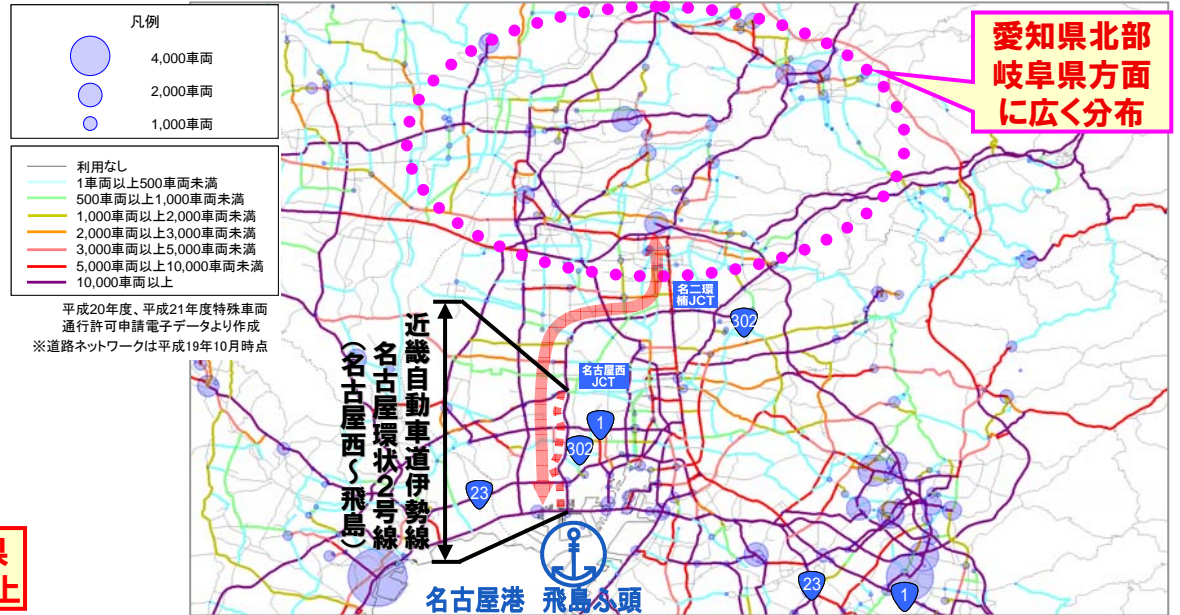 凡例
4,000車両
2,000車両
1,000車両
利用なし
1車両以上500車両未満
500車両以上1,000車両未満
1,000車両以上2,000車両未満
2,000車両以上3,000車両未満
3,000車両以上5,000車両未満
5,000車両以上10,000車両未満
10,000車両以上
平成20年度、平成21年度特殊車両
通行許可申請電子データより作成
※道路ネットワークは平成19年10月時点
愛知県北部
岐阜県方面
に広く分布
名二環
楠JCT
302
名古屋西
JCT
1
302
23
近畿自動車道伊勢線
名古屋環状2号線
（名古屋西～飛島）
名古屋港 飛島ふ頭
23
1
県
上